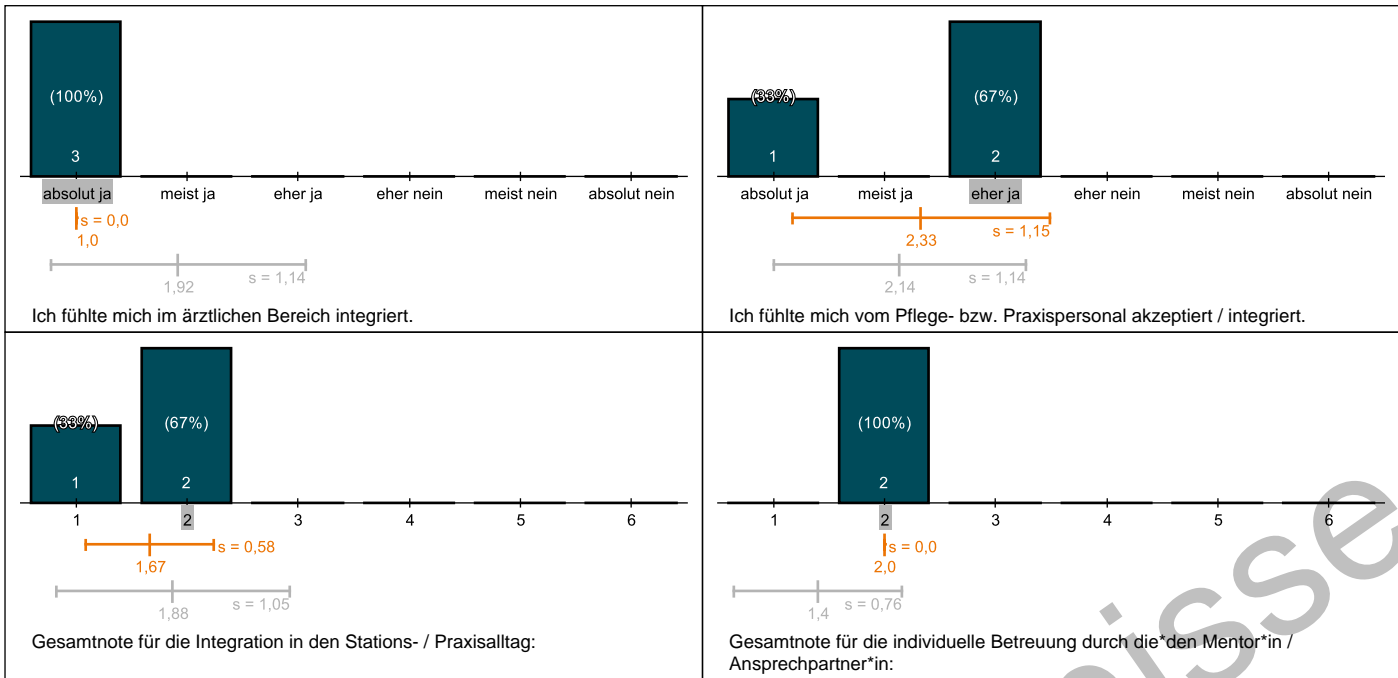 (100%)
3
absolut ja meist ja eher ja eher nein meist nein absolut nein
s = 0,0
1,0
s = 1,14
1,92
Ich fühlte mich im ärztlichen Bereich integriert.
(33%) (67%)
1 2
absolut ja meist ja eher ja eher nein meist nein absolut nein
s = 1,15
2,33
s = 1,14
2,14
Ich fühlte mich vom Pflege- bzw. Praxispersonal akzeptiert / integriert.
(33%) (67%)
1 2
1 2 3 4 5 6
s = 0,58
1,67
s = 1,05
1,88
Gesamtnote für die Integration in den Stations- / Praxisalltag:
(100%)
2
1 2 3 4 5 6
s = 0,0
2,0
s = 0,76
1,4
Gesamtnote für die individuelle Betreuung durch die*den Mentor*in /
Ansprechpartner*in:
isse